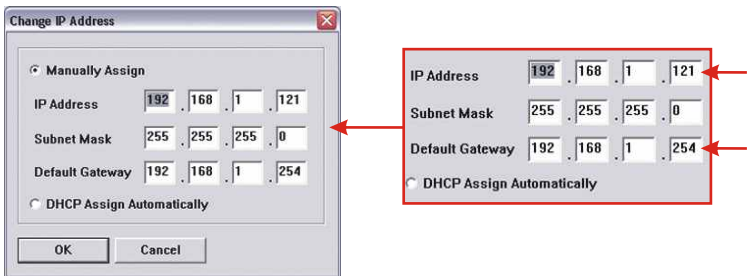 Change IP Address
Manually Assign
IP Address 192 . 168 . 1 . 121
Subnet Mask 255 . 255 . 255 . 0
Default Gateway 192 . 168 . 1 . 254
DHCP Assign Automatically
OK Cancel
IP Address 192 . 168 . 1 . 121
Subnet Mask 255 . 255 . 255 . 0
Default Gateway 192 . 168 . 1 . 254
DHCP Assign Automatically